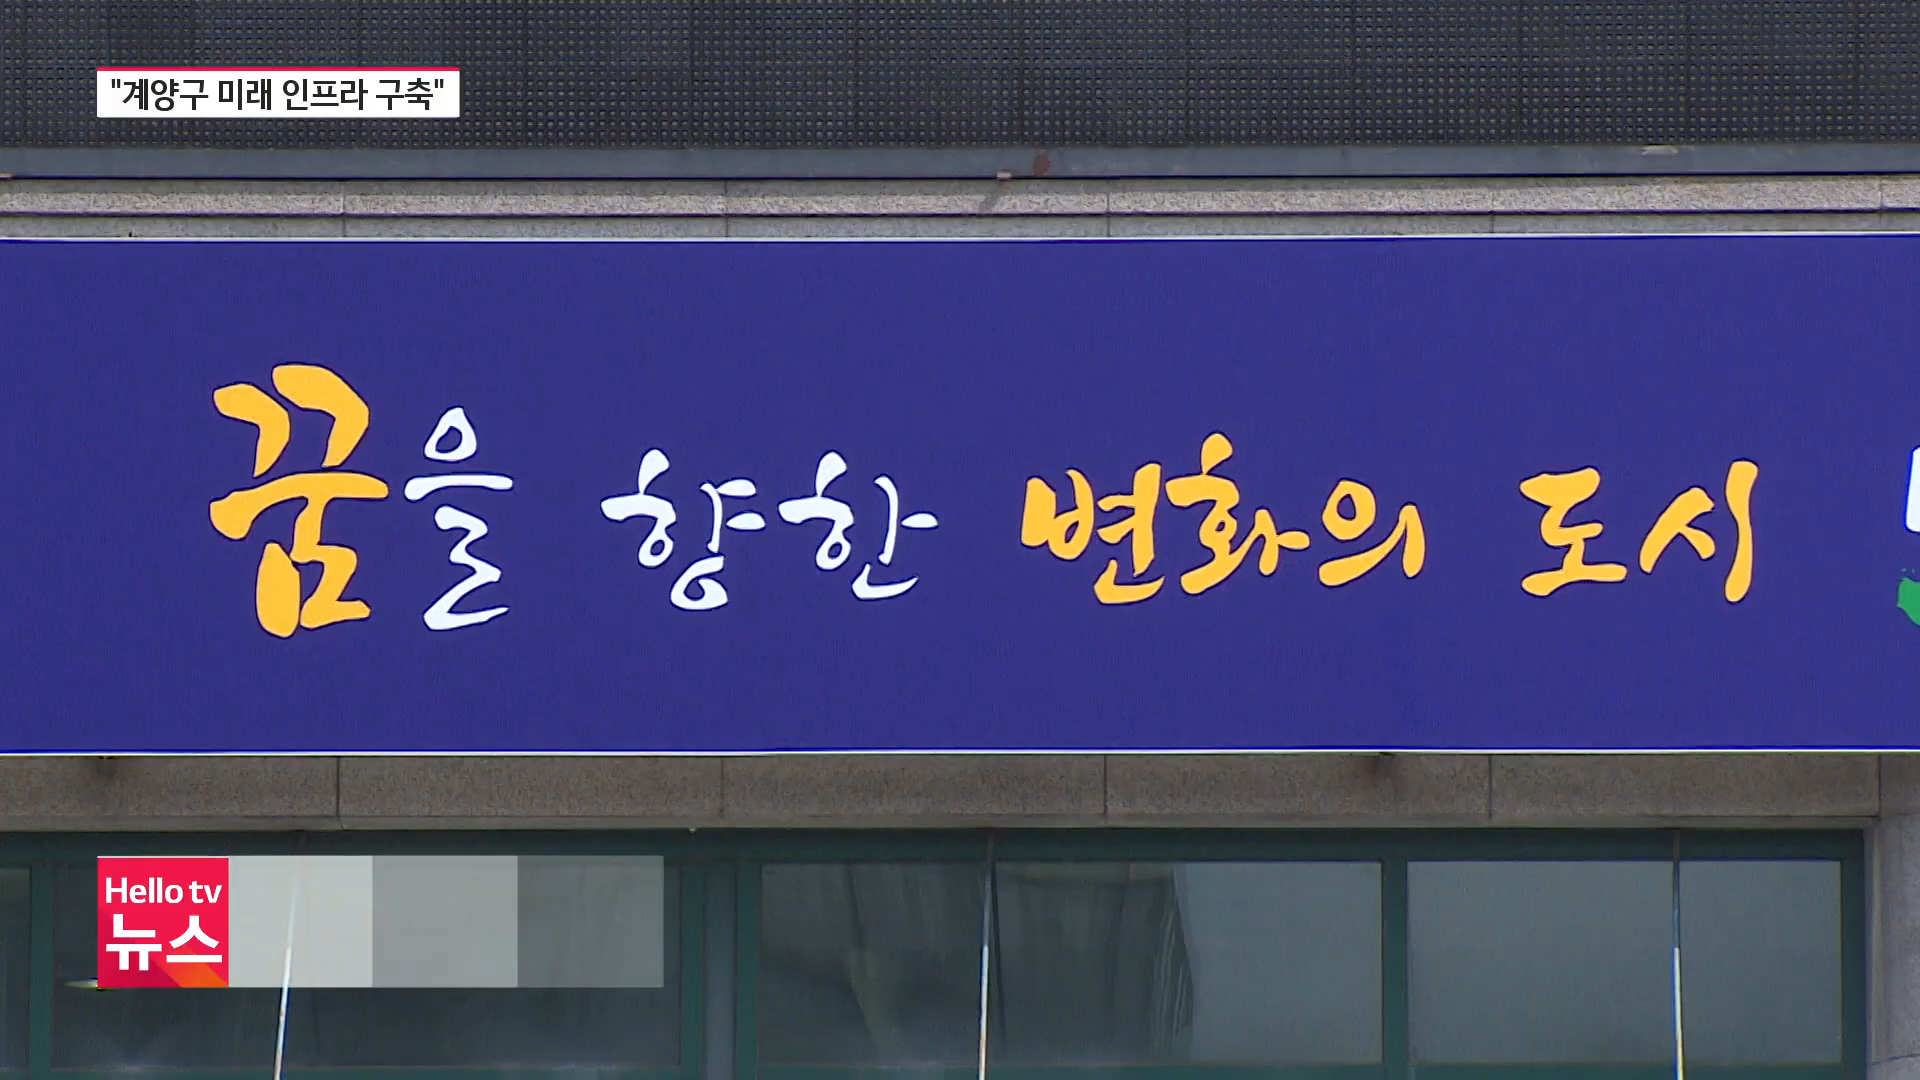 "계양구 미래 인프라 구축"
꿈을 향한 변화의 도시
Hello tv
뉴스